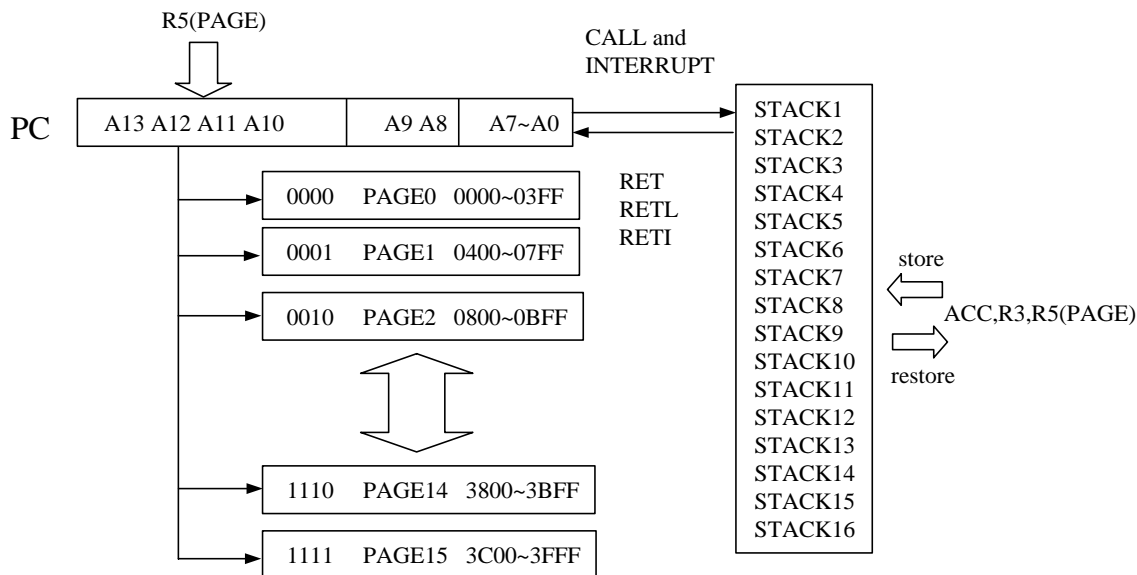 R5(PAGE)
CALL and
INTERRUPT
PC
A13 A12 A11 A10
A9 A8
A7~A0
0000 PAGE0 0000~03FF
0001 PAGE1 0400~07FF
0010 PAGE2 0800~0BFF
1110 PAGE14 3800~3BFF
1111 PAGE15 3C00~3FFF
RET
RETL
RETI
STACK1
STACK2
STACK3
STACK4
STACK5
STACK6
STACK7
STACK8
STACK9
STACK10
STACK11
STACK12
STACK13
STACK14
STACK15
STACK16
store
ACC,R3,R5(PAGE)
restore